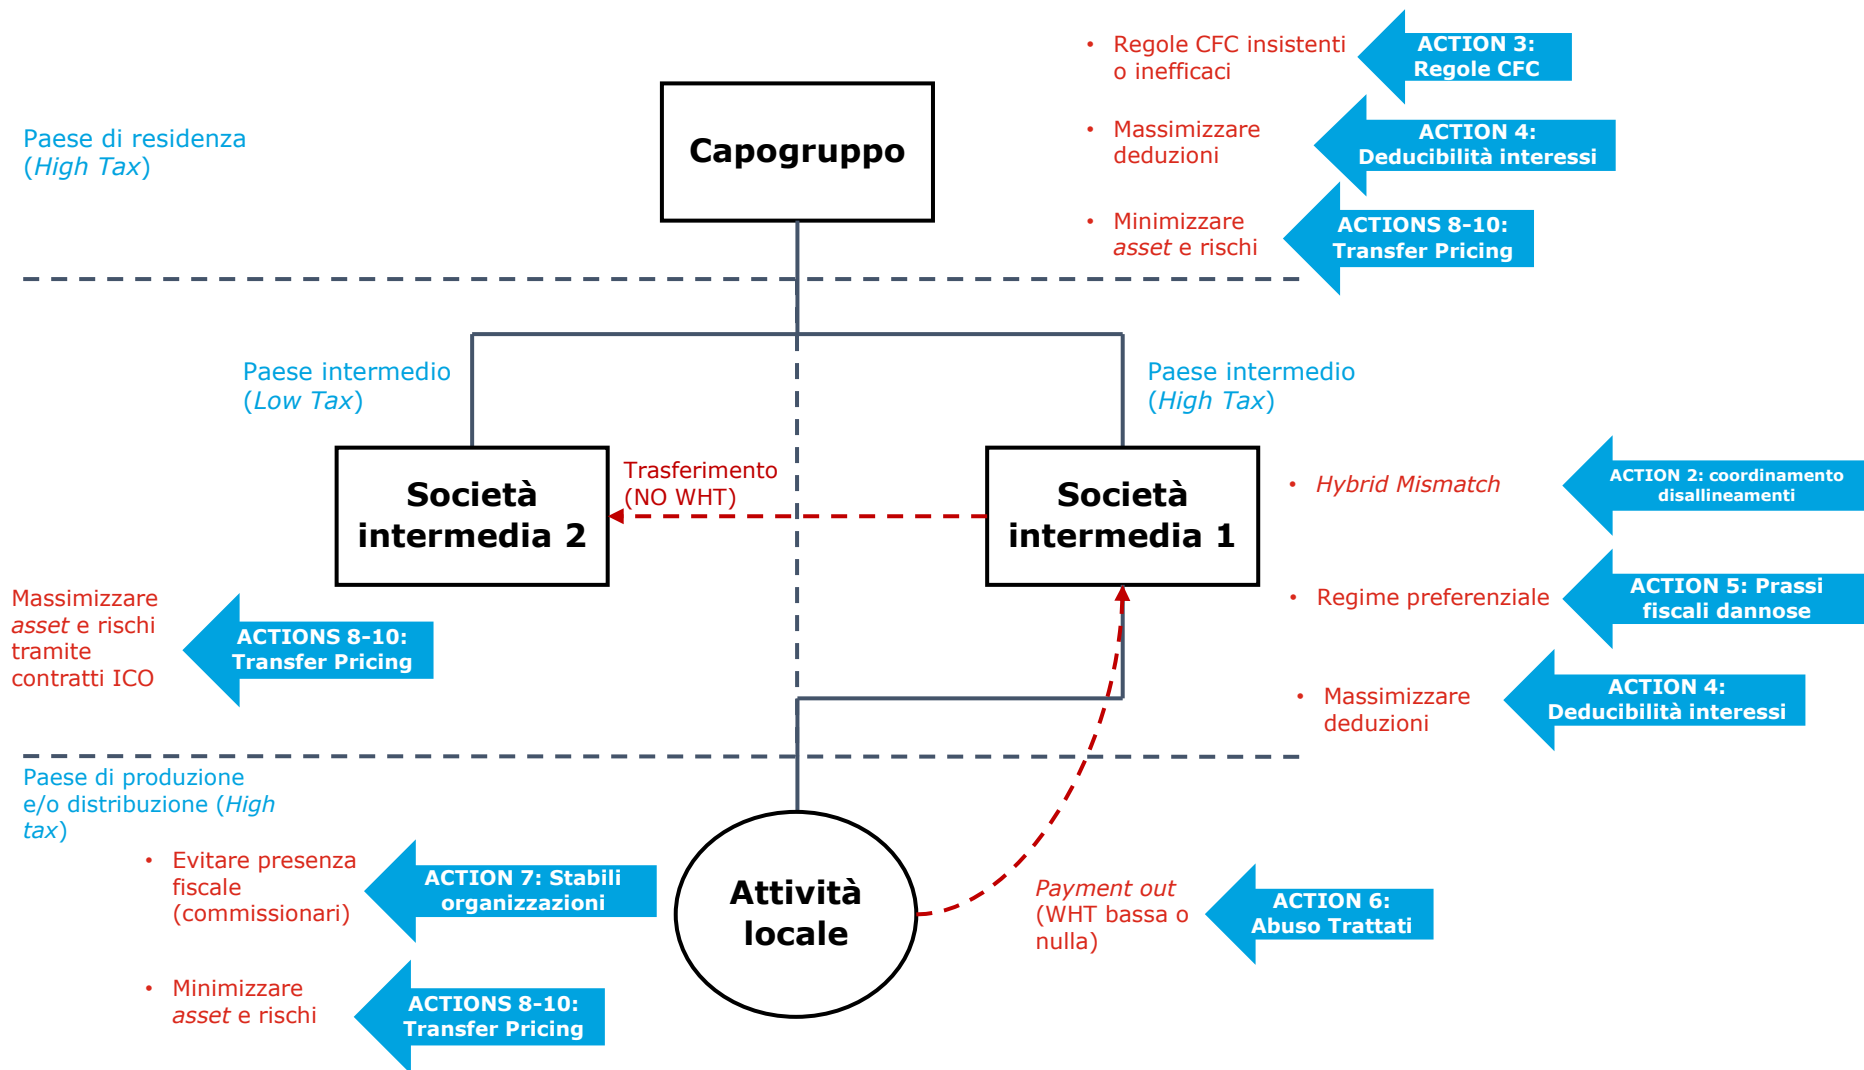 • Regole CFC insistenti
o inefficaci
ACTION 3:
Regole CFC
Capogruppo
Paese di residenza
(High Tax)
• Massimizzare
deduzioni
ACTION 4:
Deducibilità interessi
• Minimizzare
asset e rischi
ACTIONS 8-10:
Transfer Pricing
Paese intermedio
(Low Tax)
Paese intermedio
(High Tax)
Società
intermedia 2
Trasferimento
(NO WHT)
Società
intermedia 1
• Hybrid Mismatch
ACTION 2: coordinamento
disallineamenti
• Regime preferenziale
ACTION 5: Prassi
fiscali dannose
• Massimizzare
deduzioni
ACTION 4:
Deducibilità interessi
Massimizzare
asset e rischi
tramite
contratti ICO
ACTIONS 8-10:
Transfer Pricing
Paese di produzione
e/o distribuzione (High
tax)
• Evitare presenza
fiscale
(commissionari)
ACTION 7: Stabili
organizzazioni
• Minimizzare
asset e rischi
ACTIONS 8-10:
Transfer Pricing
Attività
locale
Payment out
(WHT bassa o
nulla)
ACTION 6:
Abuso Trattati